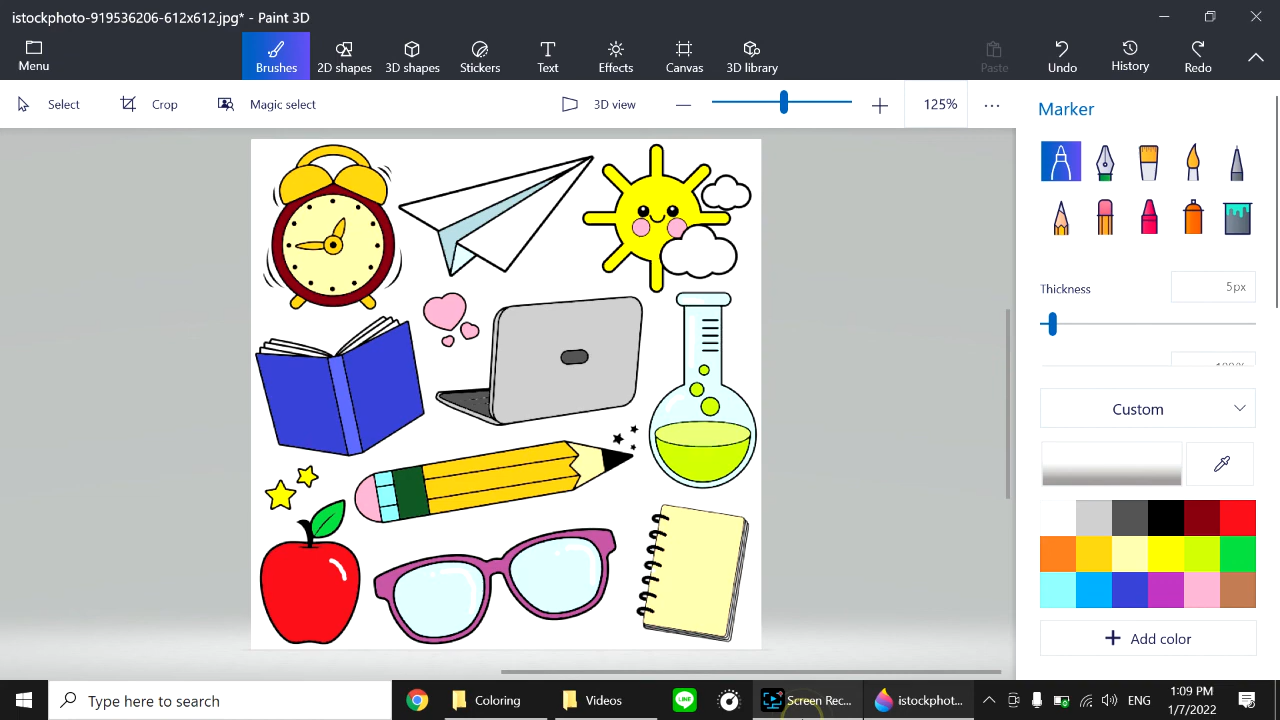 istockphoto-919536206-612x612.jpg* - Paint 3D
Menu
Brushes
2D shapes
3D shapes
Stickers
Text
Effects
Canvas
3D library
Paste
Undo
History
Redo
Select
Crop
Magic select
3D view
125%
Marker
Thickness
5px
Custom
Add color
Type here to search
Coloring
Videos
LINE
Screen Rec...
istockphot...
ENG
1:09 PM
1/7/2022